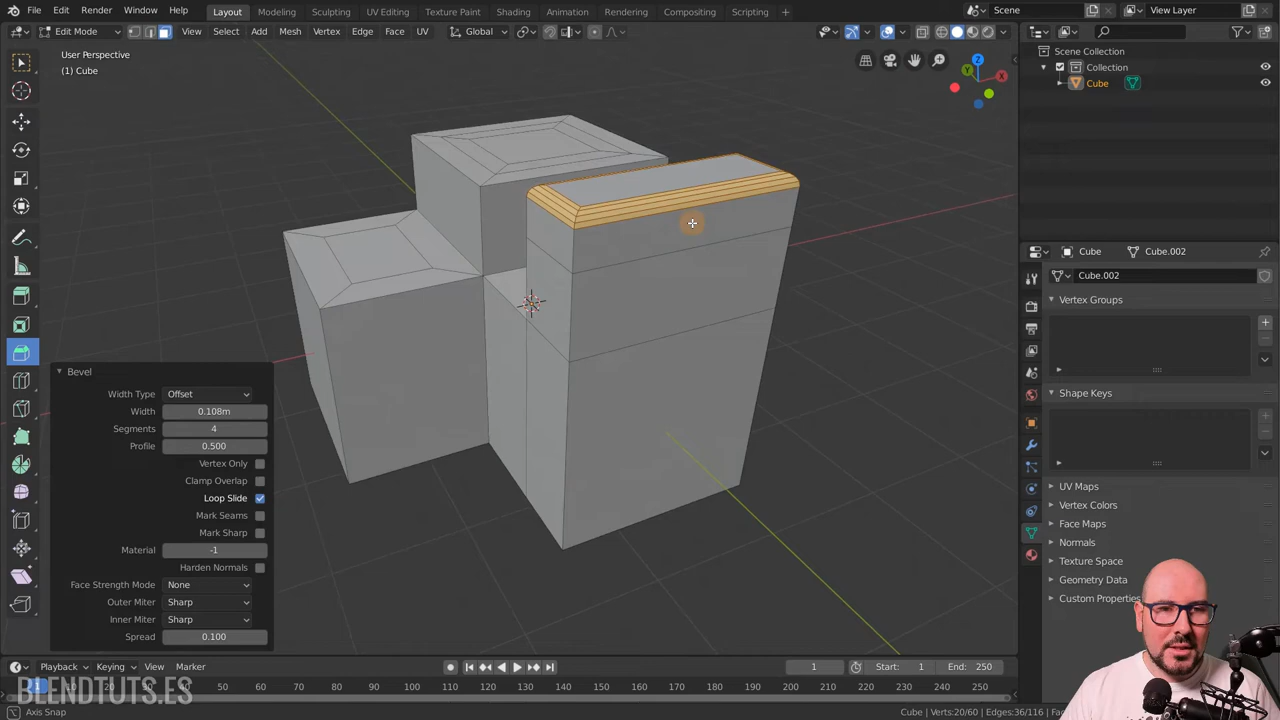 File Edit Render Window Help Layout Modeling Sculpting UV Editing Texture Paint Shading Animation Rendering Compositing Scripting + Scene View Layer
Edit Mode View Select Add Mesh Vertex Edge Face UV Global
User Perspective
(1) Cube
Z
Y
X
Scene Collection
Collection
Cube
Cube Cube.002
Cube.002
Vertex Groups
Shape Keys
UV Maps
Vertex Colors
Face Maps
Normals
Texture Space
Geometry Data
Custom Properties
Bevel
Width Type Offset
Width 0.108m
Segments 4
Profile 0.500
Vertex Only
Clamp Overlap
Loop Slide
Mark Seams
Mark Sharp
Material -1
Harden Normals
Face Strength Mode None
Outer Miter Sharp
Inner Miter Sharp
Spread 0.100
Playback Keying View Marker 1 Start: 1 End: 250
1 10 20 30 40 50 60 70 80 90 100 110 120 130 140 150 160 170 180 190 200 210 220 230 240 250
BLENDTUTS.ES
Axis Snap Cube | Verts:20/60 | Edges:36/116 |